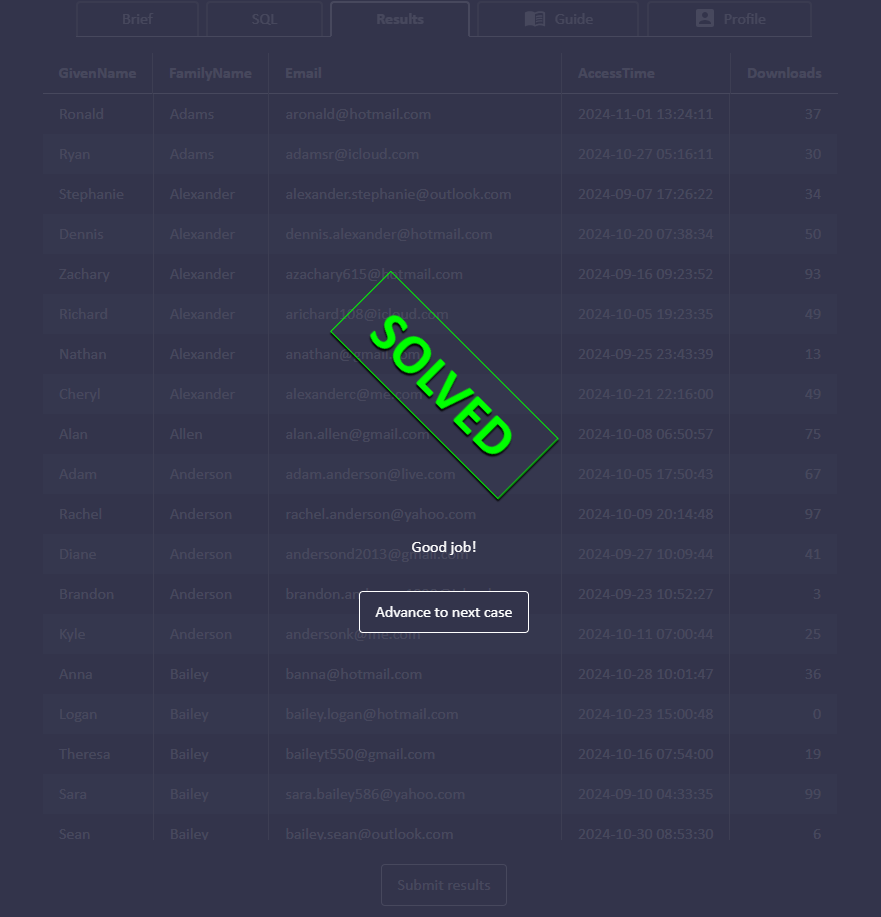 Brief SQL Results Guide Profile
GivenName FamilyName Email AccessTime Downloads
Ronald Adams aronald@hotmail.com 2024-11-01 13:24:11 37
Ryan Adams adamsr@icloud.com 2024-10-27 05:16:11 30
Stephanie Alexander alexander.stephanie@outlook.com 2024-09-07 17:26:22 34
Dennis Alexander dennis.alexander@hotmail.com 2024-10-20 07:38:34 50
Zachary Alexander azachary615@hotmail.com 2024-09-16 09:23:52 93
Richard Alexander arichard108@icloud.com 2024-10-05 19:23:35 49
Nathan Alexander anathan@gmail.com 2024-09-25 23:43:39 13
Cheryl Alexander alexanderc@me.com 2024-10-21 22:16:00 49
Alan Allen alan.allen@gmail.com 2024-10-08 06:50:57 75
Adam Anderson adam.anderson@live.com 2024-10-05 17:50:43 67
Rachel Anderson rachel.anderson@yahoo.com 2024-10-09 20:14:48 97
Diane Anderson andersond2013@gmail.com 2024-09-27 10:09:44 41
Brandon Anderson 2024-09-23 10:52:27 3
Kyle Anderson andersonk@me.com 2024-10-11 07:00:44 25
Anna Bailey banna@hotmail.com 2024-10-28 10:01:47 36
Logan Bailey bailey.logan@hotmail.com 2024-10-23 15:00:48 0
Theresa Bailey baileyt550@gmail.com 2024-10-16 07:54:00 19
Sara Bailey sara.bailey586@yahoo.com 2024-09-10 04:33:35 99
Sean Bailey bailey.sean@outlook.com 2024-10-30 08:53:30 6
SOLVED
Good job!
Advance to next case
Submit results